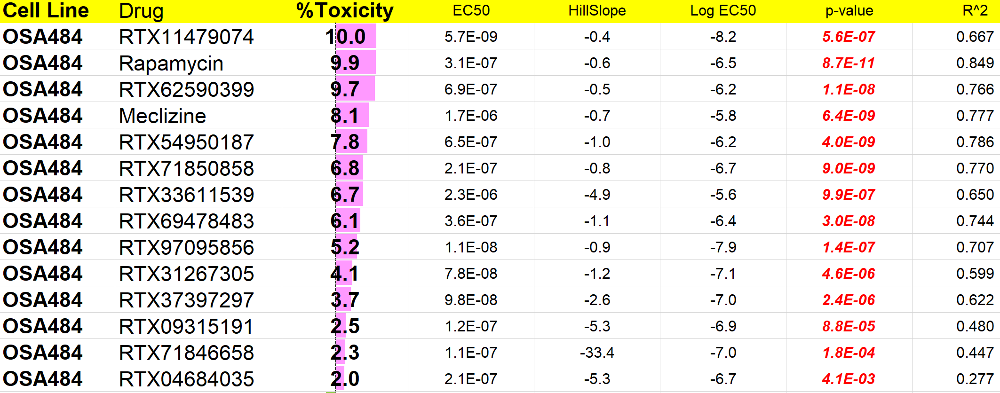 Cell Line Drug %Toxicity EC50 HillSlope Log EC50 p-value R^2
OSA484 RTX11479074 10.0 5.7E-09 -0.4 -8.2 5.6E-07 0.667
OSA484 Rapamycin 9.9 3.1E-07 -0.6 -6.5 8.7E-11 0.849
OSA484 RTX62590399 9.7 6.9E-07 -0.5 -6.2 1.1E-08 0.766
OSA484 Meclizine 8.1 1.7E-06 -0.7 -5.8 6.4E-09 0.777
OSA484 RTX54950187 7.8 6.5E-07 -1.0 -6.2 4.0E-09 0.786
OSA484 RTX71850858 6.8 2.1E-07 -0.8 -6.7 9.0E-09 0.770
OSA484 RTX33611539 6.7 2.3E-06 -4.9 -5.6 9.9E-07 0.650
OSA484 RTX69478483 6.1 3.6E-07 -1.1 -6.4 3.0E-08 0.744
OSA484 RTX97095856 5.2 1.1E-08 -0.9 -7.9 1.4E-07 0.707
OSA484 RTX31267305 4.1 7.8E-08 -1.2 -7.1 4.6E-06 0.599
OSA484 RTX37397297 3.7 9.8E-08 -2.6 -7.0 2.4E-06 0.622
OSA484 RTX09315191 2.5 1.2E-07 -5.3 -6.9 8.8E-05 0.480
OSA484 RTX71846658 2.3 1.1E-07 -33.4 -7.0 1.8E-04 0.447
OSA484 RTX04684035 2.0 2.1E-07 -5.3 -6.7 4.1E-03 0.277